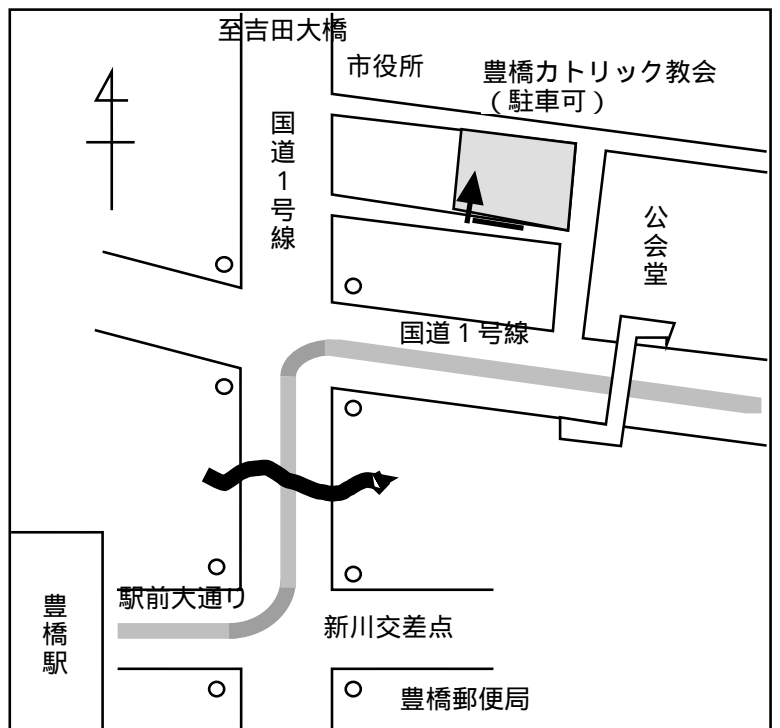 至吉田大橋
市役所
豊橋カトリック教会
（駐車可）
国道1号線
公会堂
国道1号線
駅前大通り
新川交差点
豊橋駅
豊橋郵便局